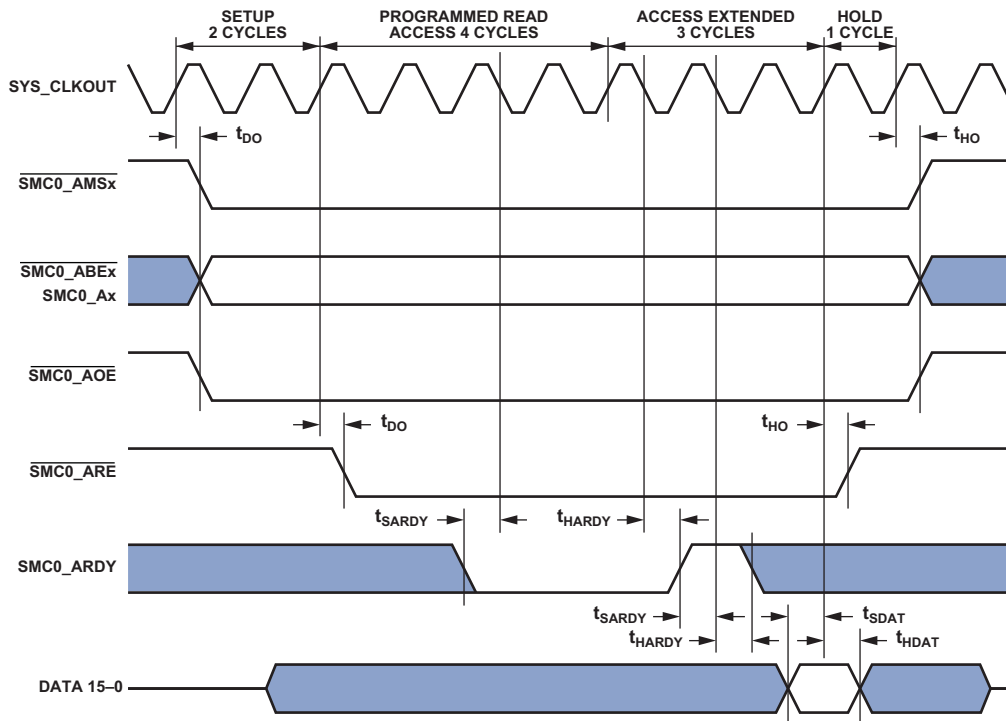 SETUP
2 CYCLES
PROGRAMMED READ
ACCESS 4 CYCLES
ACCESS EXTENDED
3 CYCLES
HOLD
1 CYCLE
SYS_CLKOUT
tDO
tHO
SMC0_AMSx
SMC0_ABEx
SMC0_Ax
SMC0_AOE
tDO
tHO
SMC0_ARE
tSARDY
tHARDY
SMC0_ARDY
tSARDY
tSDAT
tHARDY
tHDAT
DATA 15–0